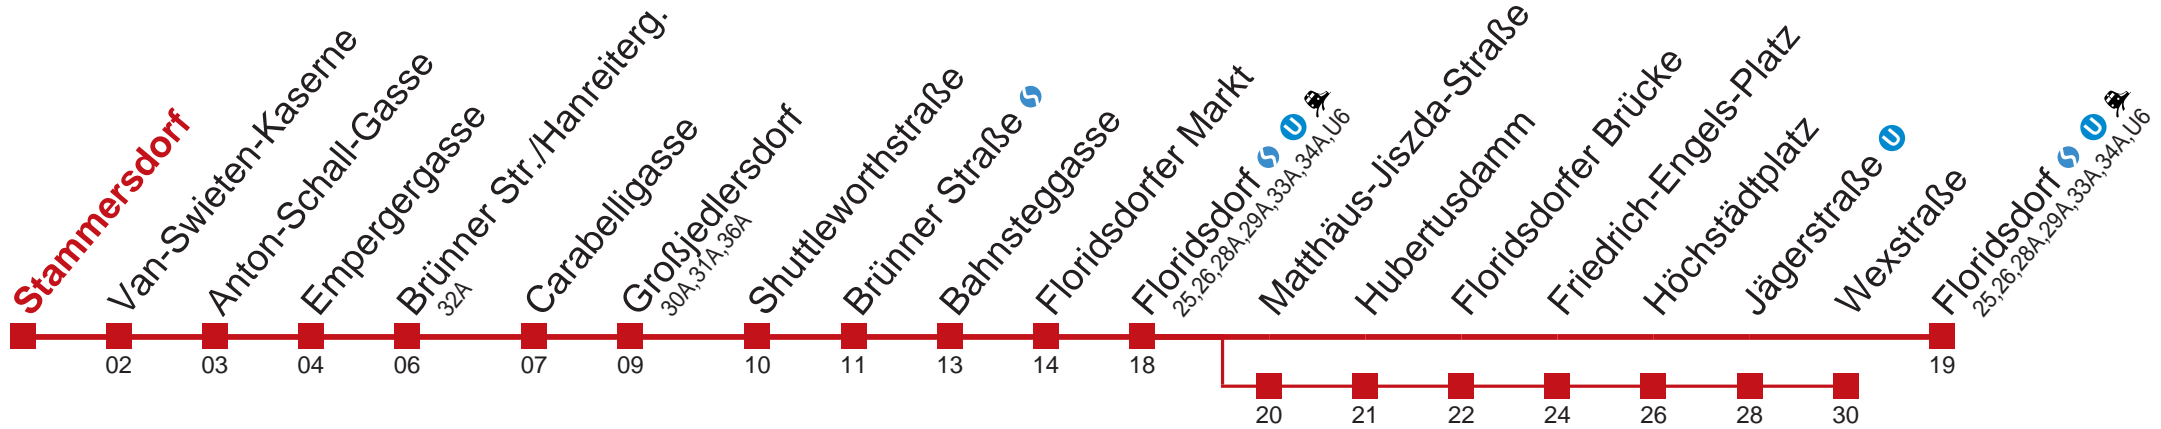 Stammersdorf
Van-Swieten-Kaserne
Anton-Schall-Gasse
Empergergasse
Brünner Str./Hanreiterg.
32A
Carabelligasse
Großjedlersdorf
30A,31A,36A
Shuttleworthstraße
Brünner Straße S
Bahnsteggasse
Floridsdorfer Markt
Floridsdorf S U
25,26,28A,29A,33A,34A,U6
Matthäus-Jiszda-Straße
Hubertusdamm
Floridsdorfer Brücke
Friedrich-Engels-Platz
Höchstädtplatz
Jägerstraße U
Wexstraße
Floridsdorf S U
25,26,28A,29A,33A,34A,U6
02 03 04 06 07 09 10 11 13 14 18 19
20 21 22 24 26 28 30